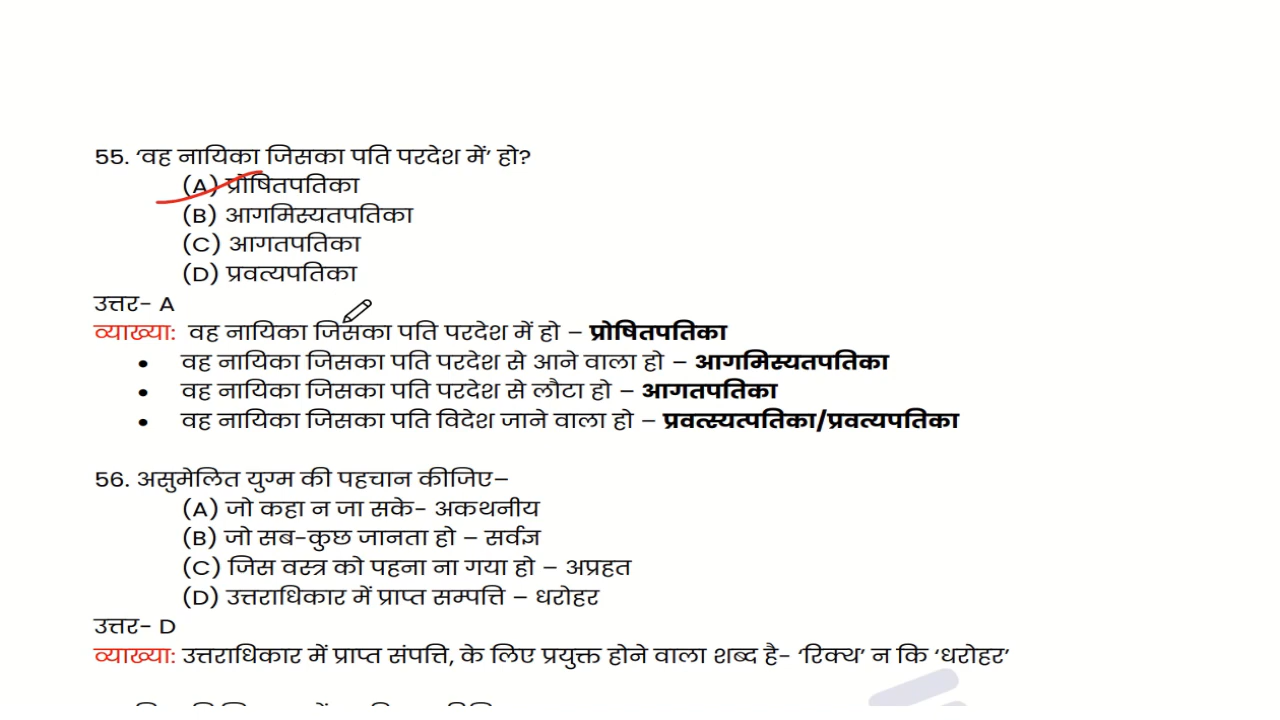 55. ‘वह नायिका जिसका पति परदेश में’ हो?
(A) प्रोषितपतिका
(B) आगमिस्यतपतिका
(C) आगतपतिका
(D) प्रवत्यपतिका
उत्तर- A
व्याख्या: वह नायिका जिसका पति परदेश में हो – प्रोषितपतिका
• वह नायिका जिसका पति परदेश से आने वाला हो – आगमिस्यतपतिका
• वह नायिका जिसका पति परदेश से लौटा हो – आगतपतिका
• वह नायिका जिसका पति विदेश जाने वाला हो – प्रवत्स्यत्पतिका/प्रवत्यपतिका
56. असुमेलित युग्म की पहचान कीजिए–
(A) जो कहा न जा सके- अकथनीय
(B) जो सब-कुछ जानता हो – सर्वज्ञ
(C) जिस वस्त्र को पहना ना गया हो – अप्रहत
(D) उत्तराधिकार में प्राप्त सम्पत्ति – धरोहर
उत्तर- D
व्याख्या: उत्तराधिकार में प्राप्त संपत्ति, के लिए प्रयुक्त होने वाला शब्द है- ‘रिक्थ’ न कि ‘धरोहर’